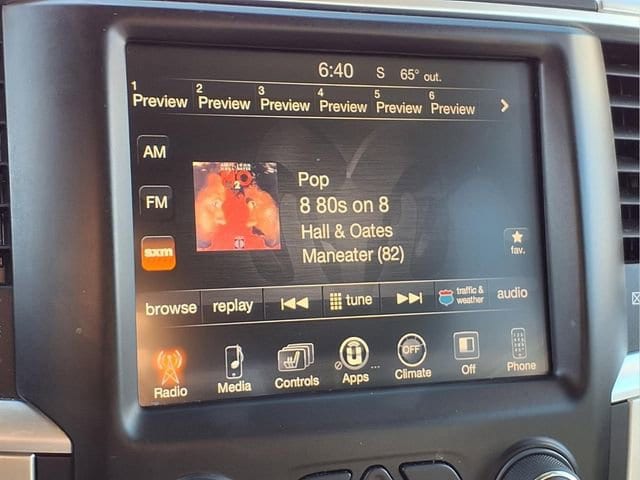 6:40 S 65° out.
1 2 3 4 5 6
Preview Preview Preview Preview Preview Preview
AM
FM
sxm
Pop
8 80s on 8
Hall & Oates
Maneater (82)
fav.
browse replay tune traffic & weather audio
OFF
Radio Media Controls Apps Climate Off Phone